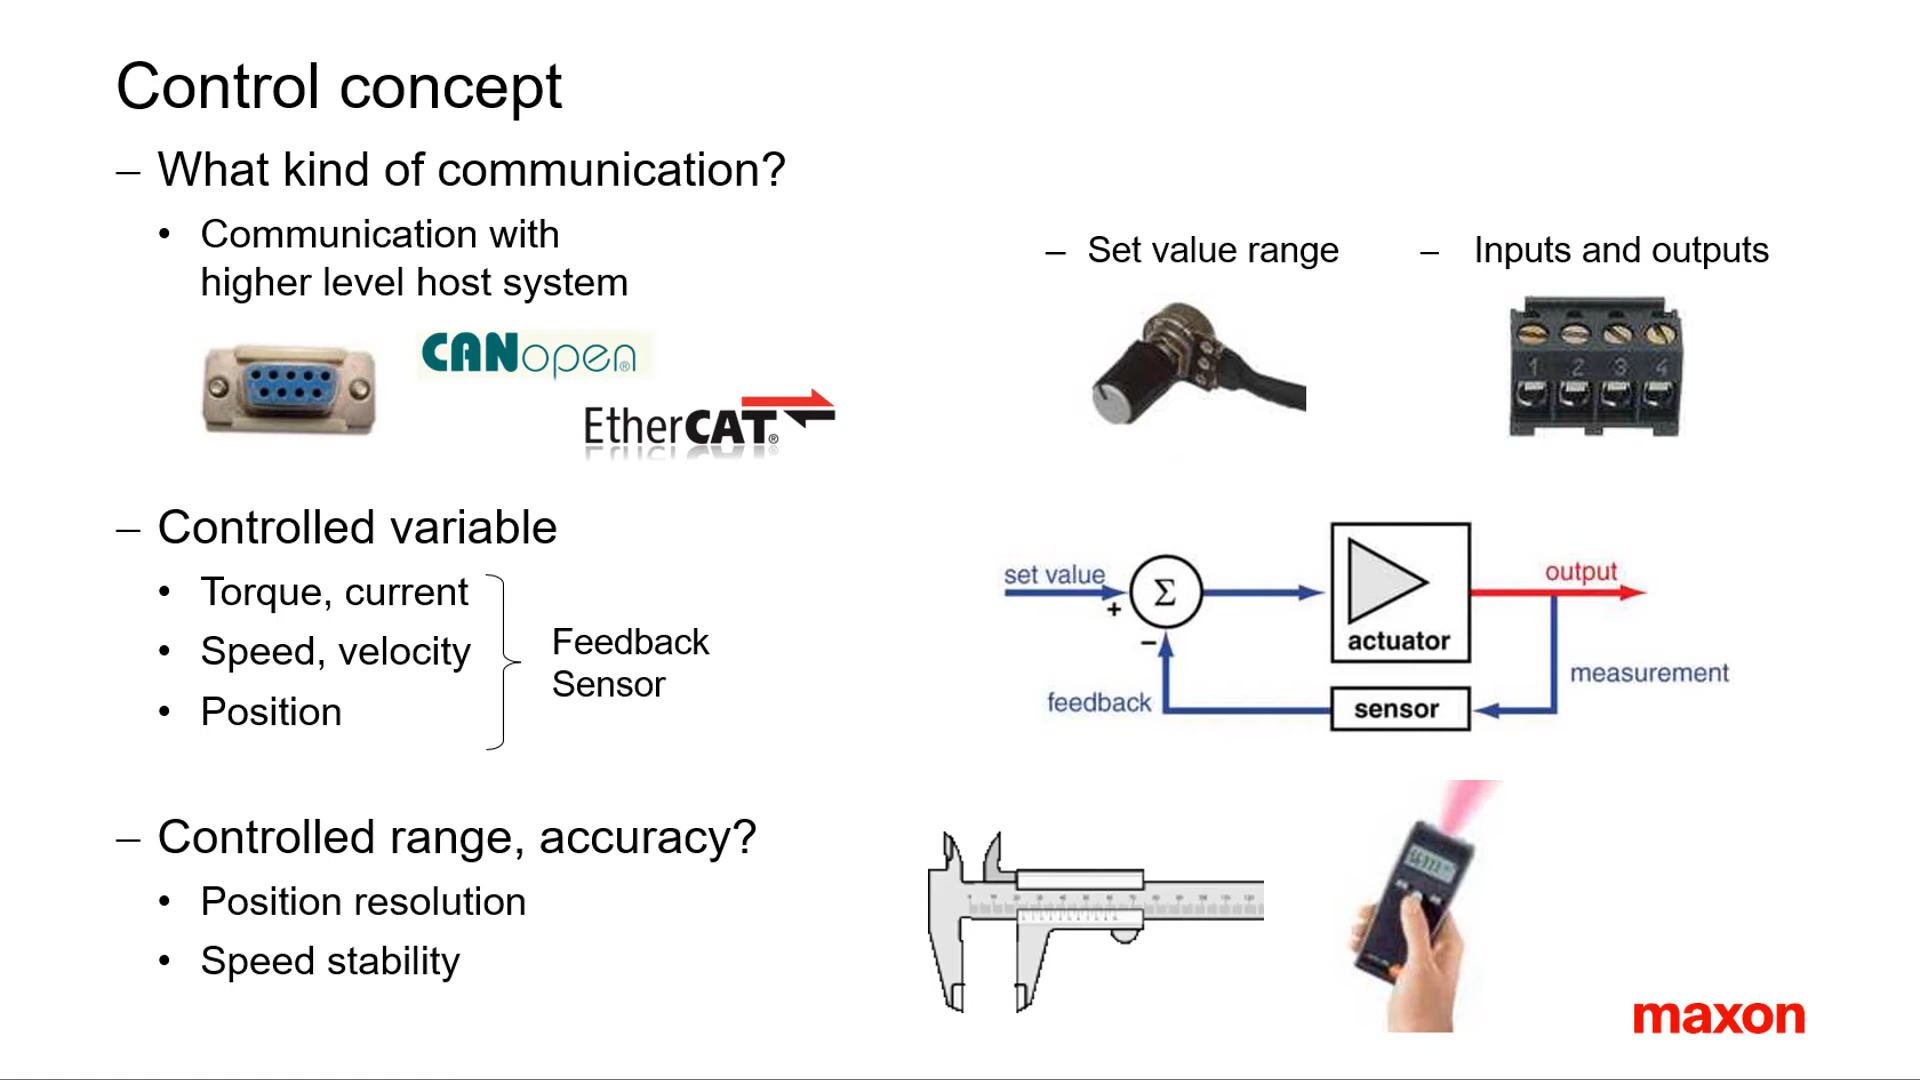 Control concept
– What kind of communication?
• Communication with
higher level host system
CANopen®
EtherCAT®
– Set value range
– Inputs and outputs
1 2 3 4
– Controlled variable
• Torque, current
• Speed, velocity
• Position
Feedback
Sensor
set value
+
Σ
−
actuator
output
measurement
sensor
feedback
– Controlled range, accuracy?
• Position resolution
• Speed stability
maxon